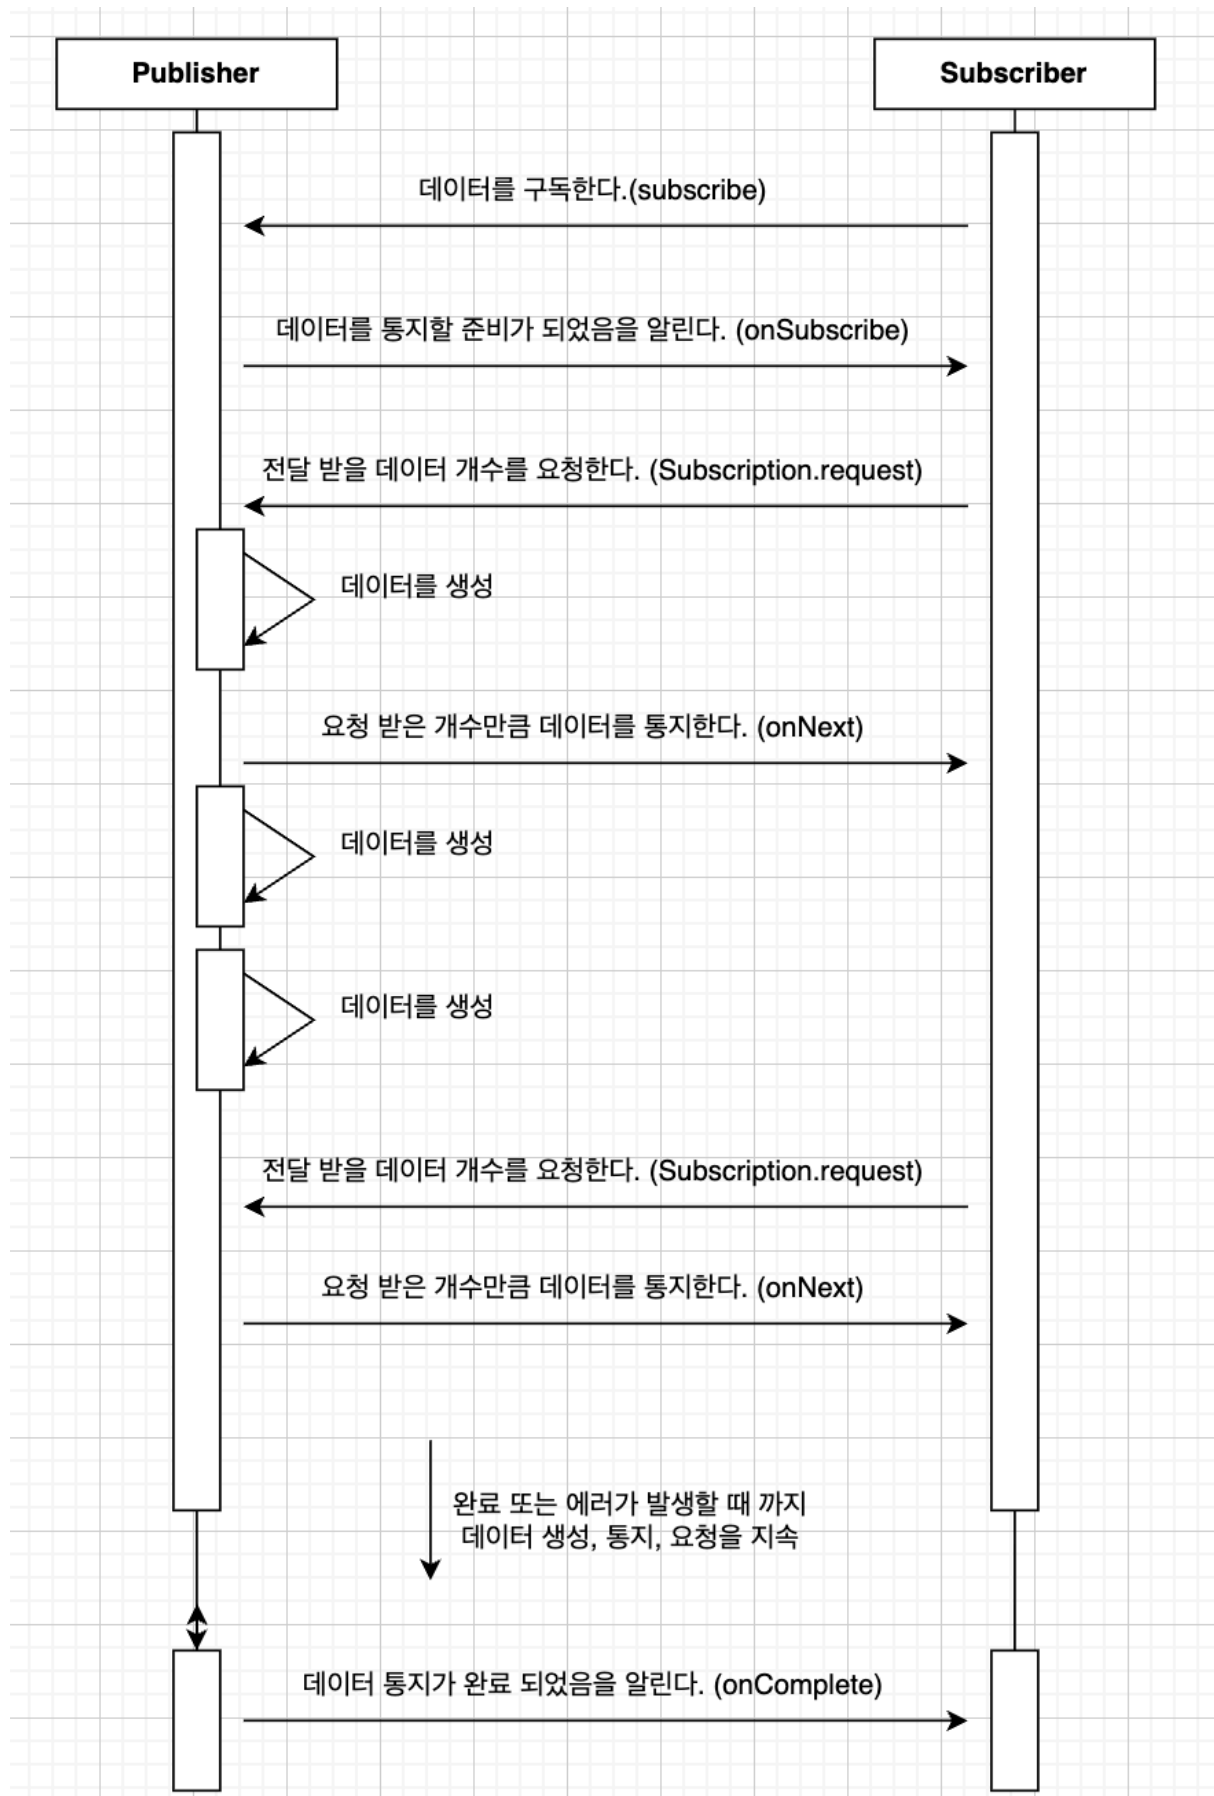 Publisher
Subscriber
데이터를 구독한다.(subscribe)
데이터를 통지할 준비가 되었음을 알린다. (onSubscribe)
전달 받을 데이터 개수를 요청한다. (Subscription.request)
데이터를 생성
요청 받은 개수만큼 데이터를 통지한다. (onNext)
데이터를 생성
데이터를 생성
전달 받을 데이터 개수를 요청한다. (Subscription.request)
요청 받은 개수만큼 데이터를 통지한다. (onNext)
완료 또는 에러가 발생할 때 까지
데이터 생성, 통지, 요청을 지속
데이터 통지가 완료 되었음을 알린다. (onComplete)